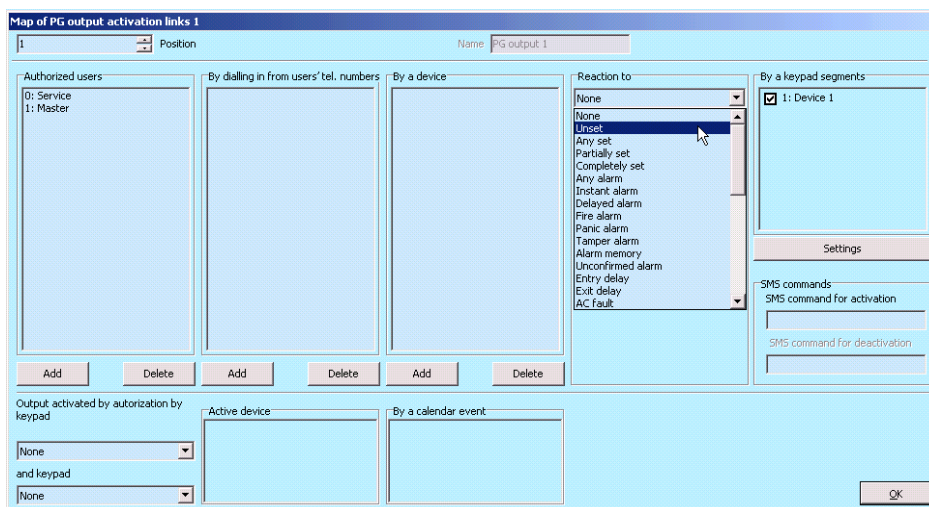 Map of PG output activation links 1
1 Position Name PG output 1
Authorized users
0: Service
1: Master
Add Delete
By dialling in from users' tel. numbers
Add Delete
By a device
Add Delete
Reaction to
None
None
Unset
Any set
Partially set
Completely set
Any alarm
Instant alarm
Delayed alarm
Fire alarm
Panic alarm
Tamper alarm
Alarm memory
Unconfirmed alarm
Entry delay
Exit delay
AC fault
By a keypad segments
1: Device 1
Settings
SMS commands
SMS command for activation
SMS command for deactivation
Output activated by autorization by
keypad
None
and keypad
None
Active device
By a calendar event
OK